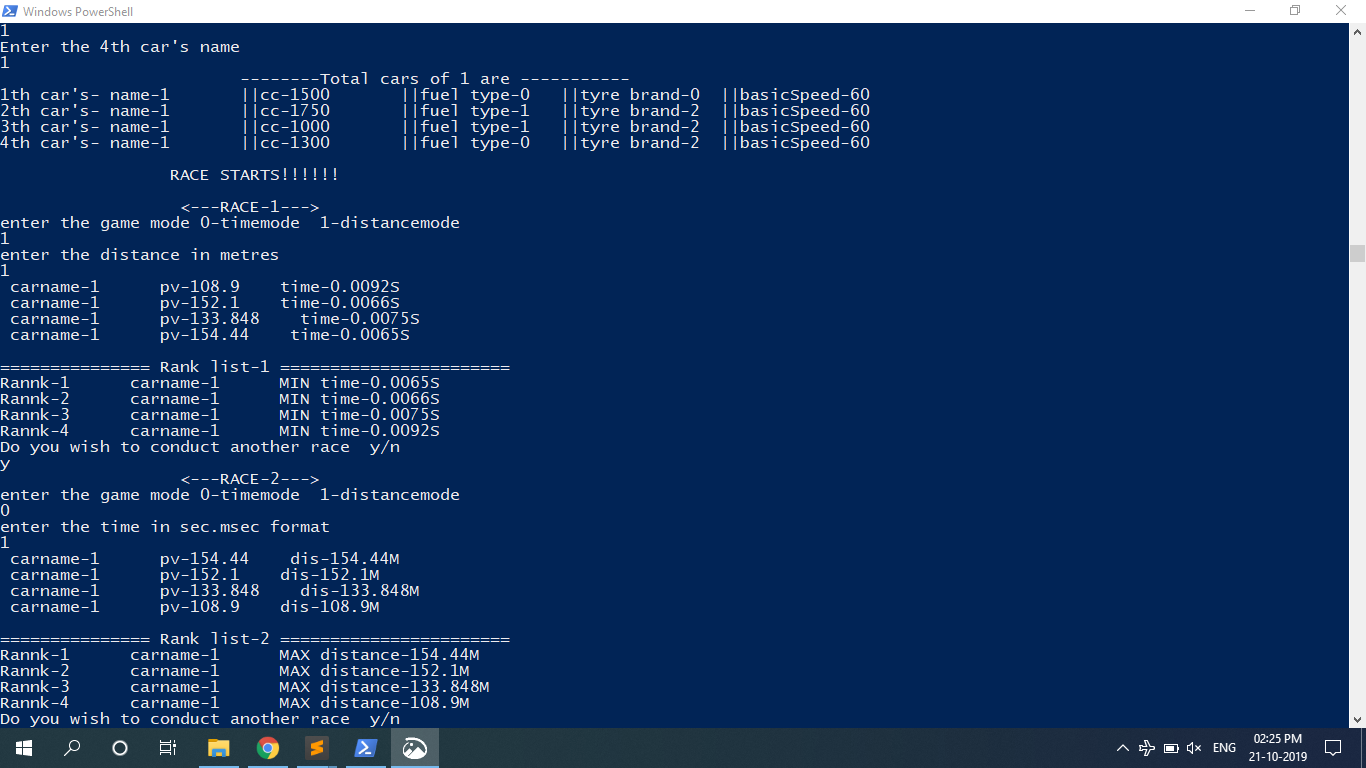 Windows PowerShell
1
Enter the 4th car's name
1
--------Total cars of 1 are -----------
1th car's- name-1 ||cc-1500 ||fuel type-0 ||tyre brand-0 ||basicSpeed-60
2th car's- name-1 ||cc-1750 ||fuel type-1 ||tyre brand-2 ||basicSpeed-60
3th car's- name-1 ||cc-1000 ||fuel type-1 ||tyre brand-2 ||basicSpeed-60
4th car's- name-1 ||cc-1300 ||fuel type-0 ||tyre brand-2 ||basicSpeed-60
RACE STARTS!!!!!!
<---RACE-1--->
enter the game mode 0-timemode 1-distancemode
1
enter the distance in metres
1
carname-1 pv-108.9 time-0.0092S
carname-1 pv-152.1 time-0.0066S
carname-1 pv-133.848 time-0.0075S
carname-1 pv-154.44 time-0.0065S
=============== Rank list-1 =======================
Rannk-1 carname-1 MIN time-0.0065S
Rannk-2 carname-1 MIN time-0.0066S
Rannk-3 carname-1 MIN time-0.0075S
Rannk-4 carname-1 MIN time-0.0092S
Do you wish to conduct another race y/n
y
<---RACE-2--->
enter the game mode 0-timemode 1-distancemode
0
enter the time in sec.msec format
1
carname-1 pv-154.44 dis-154.44M
carname-1 pv-152.1 dis-152.1M
carname-1 pv-133.848 dis-133.848M
carname-1 pv-108.9 dis-108.9M
=============== Rank list-2 =======================
Rannk-1 carname-1 MAX distance-154.44M
Rannk-2 carname-1 MAX distance-152.1M
Rannk-3 carname-1 MAX distance-133.848M
Rannk-4 carname-1 MAX distance-108.9M
Do you wish to conduct another race y/n
ENG
02:25 PM
21-10-2019